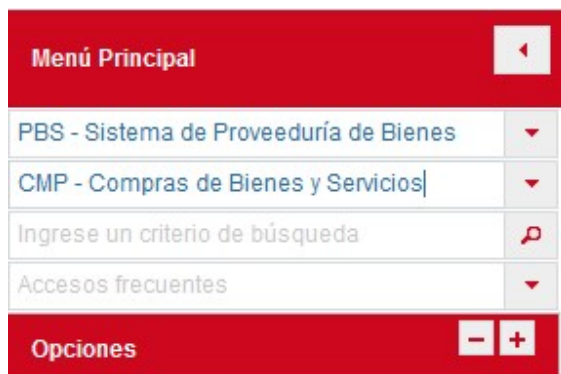 Menú Principal
PBS - Sistema de Proveeduría de Bienes
CMP - Compras de Bienes y Servicios
Ingrese un criterio de búsqueda
Accesos frecuentes
Opciones